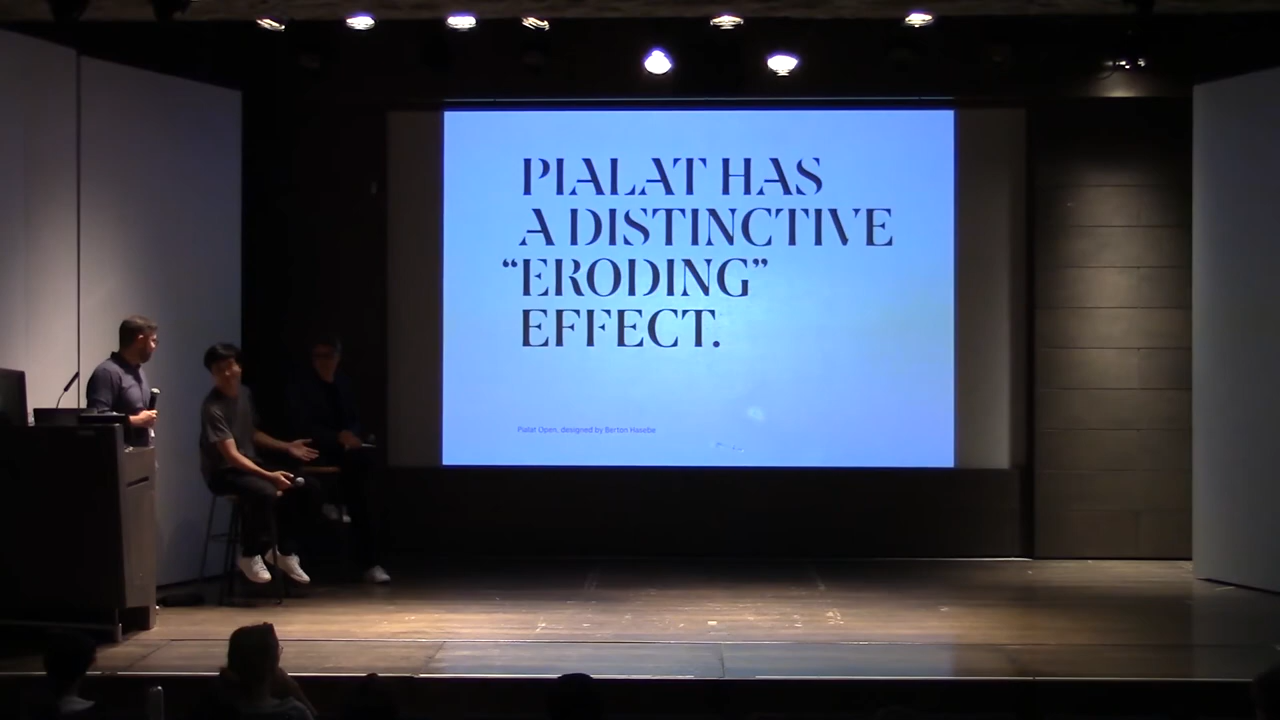 PIALAT HAS
A DISTINCTIVE
“ERODING”
EFFECT.
Pialat Open, designed by Berton Hasebe